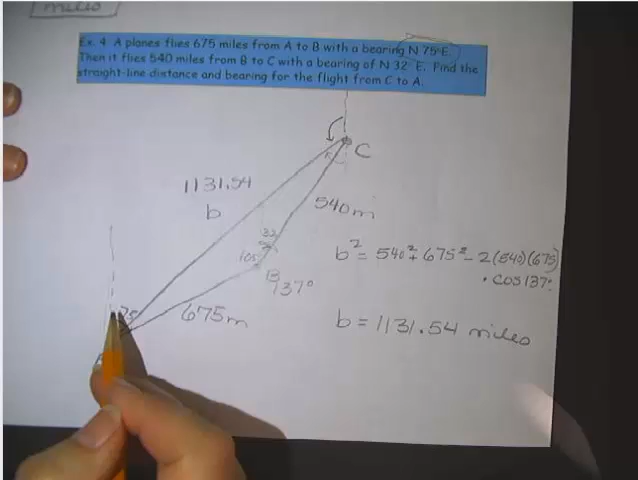 miles
Ex. 4 A planes flies 675 miles from A to B with a bearing N 75° E.
Then it flies 540 miles from B to C with a bearing of N 32° E. Find the
straight-line distance and bearing for the flight from C to A.
C
1131.54
b
540m
32
105
B
137°
75
675m
b² = 540² + 675² - 2(540)(675)
· cos 137°
b = 1131.54 miles